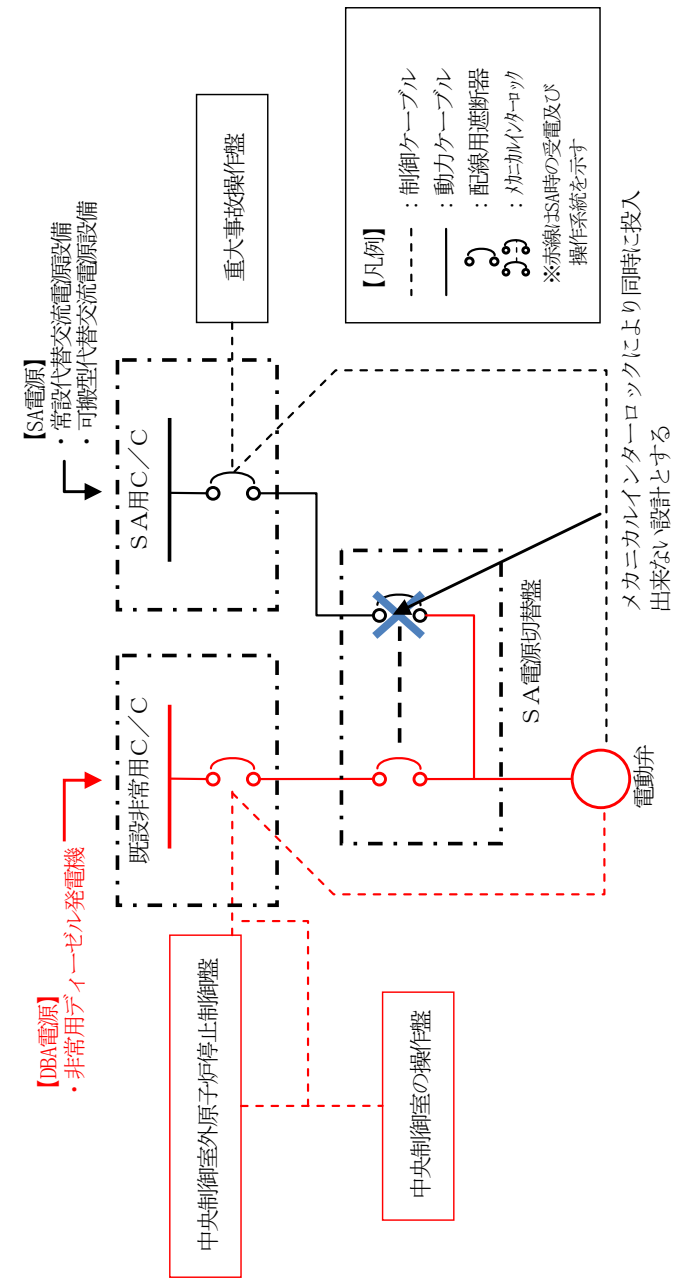 【DBA電源】
・非常用ディーゼル発電機
【SA電源】
・常設代替交流電源設備
・可搬型代替交流電源設備
既設非常用C／C
ＳＡ用C／C
重大事故操作盤
中央制御室外原子炉停止制御盤
中央制御室の操作盤
ＳＡ電源切替盤
電動弁
メカニカルインターロックにより同時に投入
出来ない設計とする
【凡例】
：制御ケーブル
：動力ケーブル
：配線用遮断器
：メカニカルインターロック
※赤線はSA時の受電及び
操作系統を示す